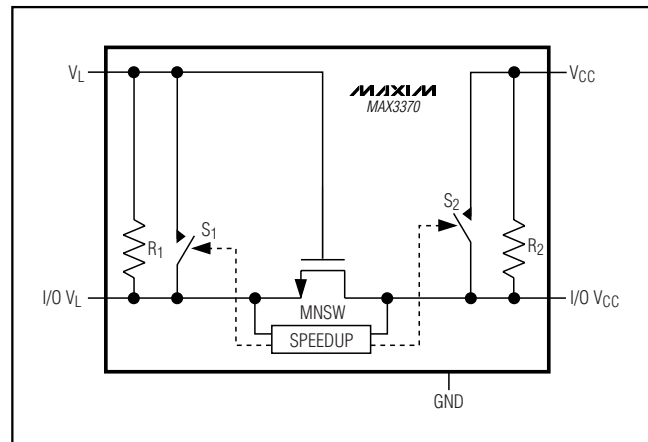 VL
VCC
MAXIM
MAX3370
S1
S2
R1
R2
I/O VL
I/O VCC
MNSW
SPEEDUP
GND